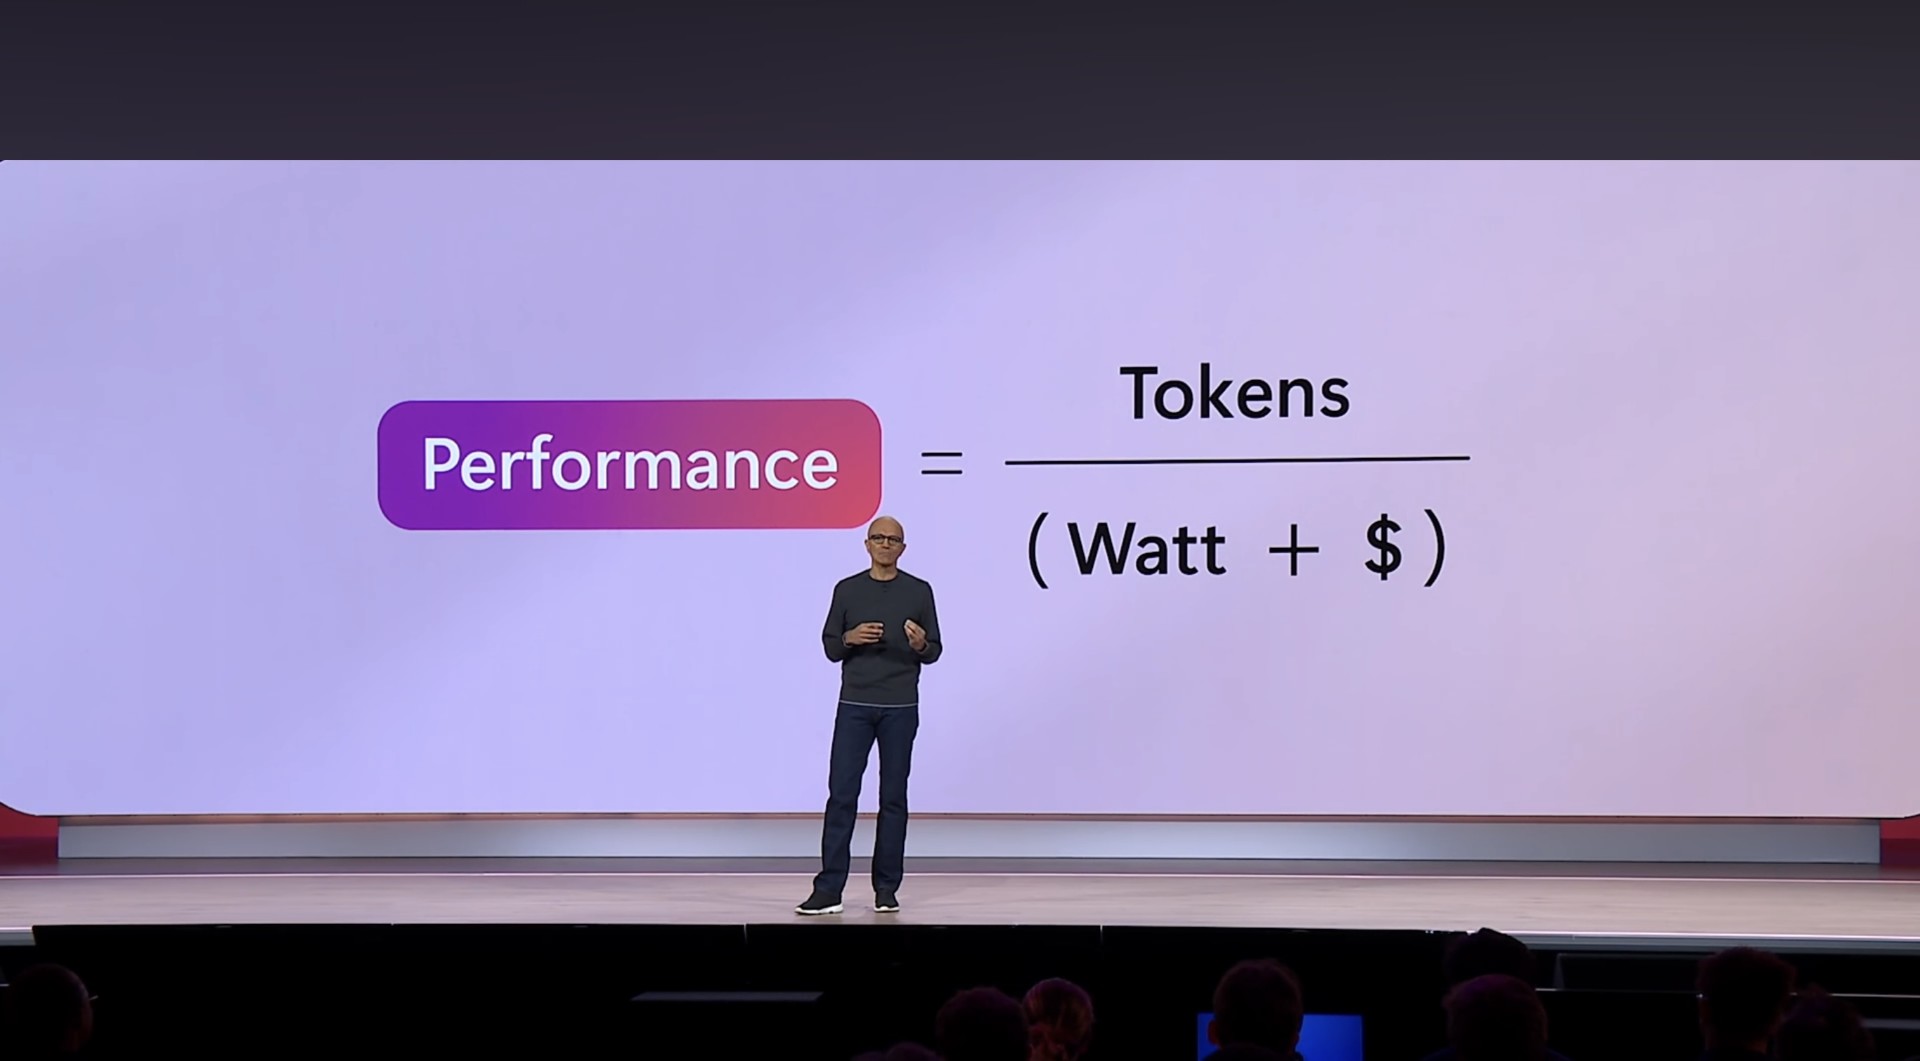 Performance = Tokens
( Watt + $ )